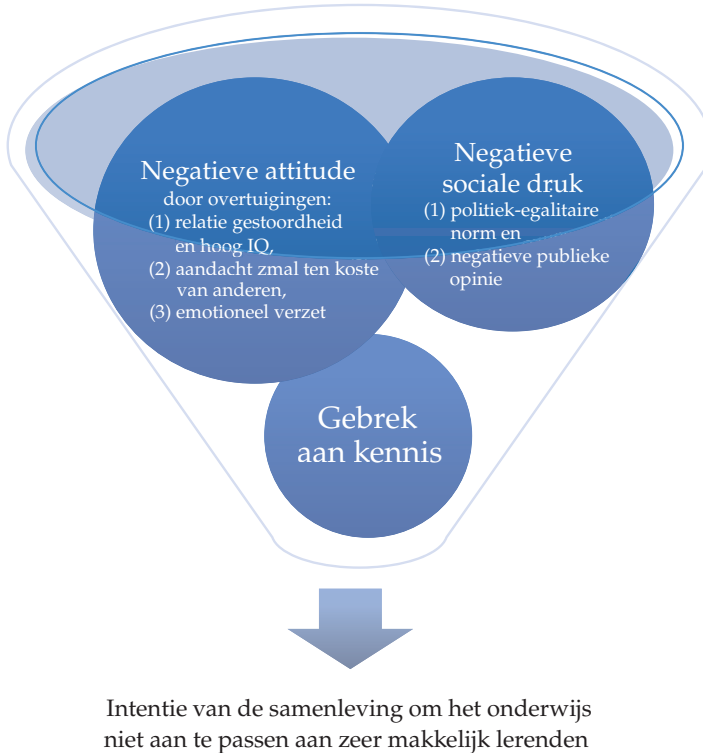 Negatieve attitude
door overtuigingen:
(1) relatie gestoordheid
en hoog IQ,
(2) aandacht zmal ten koste
van anderen,
(3) emotioneel verzet
Negatieve
sociale druk
(1) politiek-egalitaire
norm en
(2) negatieve publieke
opinie
Gebrek
aan kennis
Intentie van de samenleving om het onderwijs
niet aan te passen aan zeer makkelijk lerenden